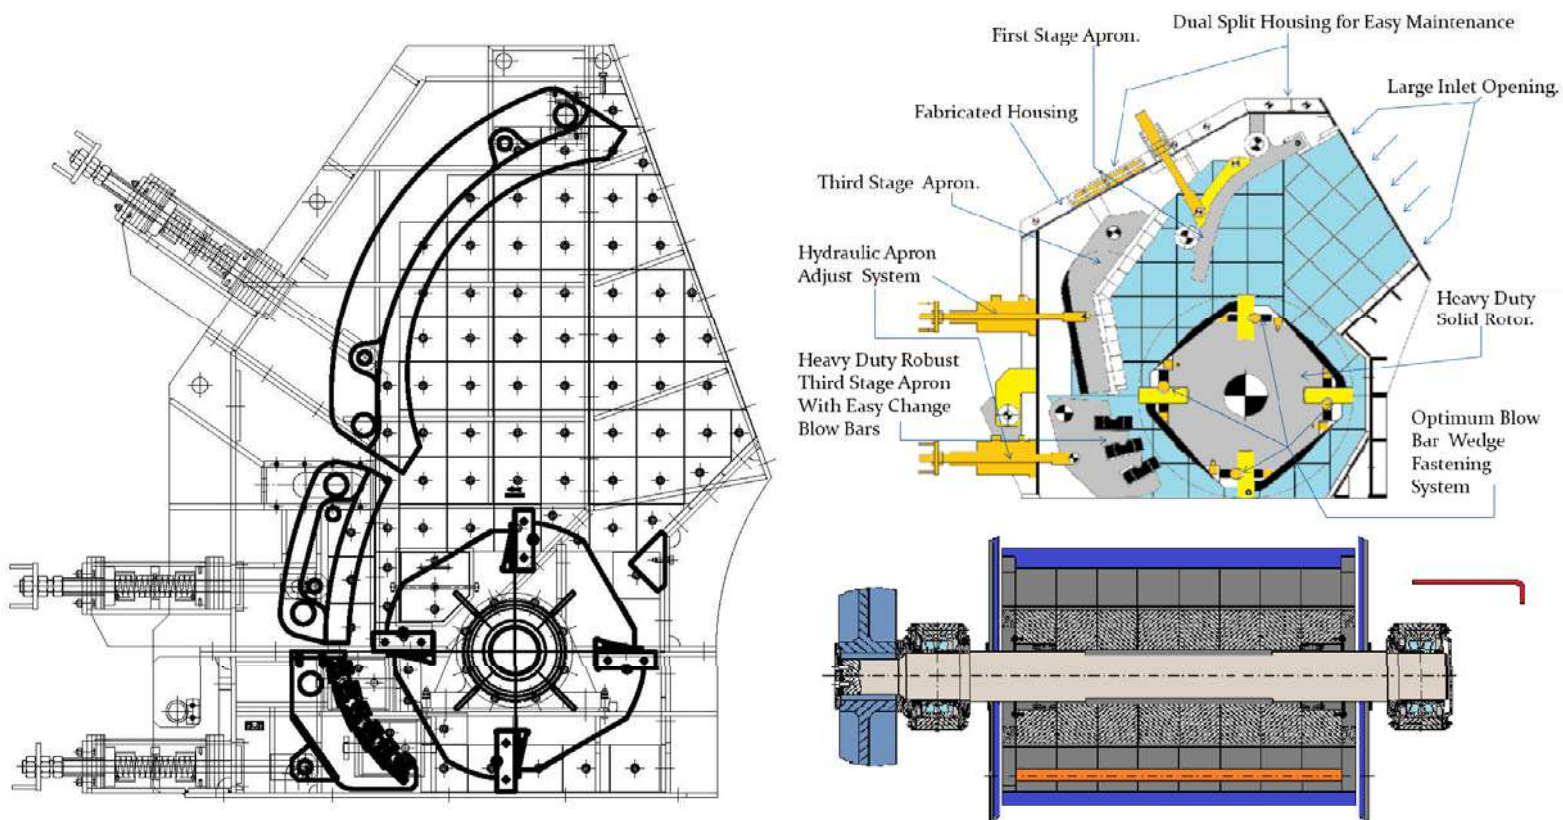 Dual Split Housing for Easy Maintenance
First Stage Apron.
Large Inlet Opening.
Fabricated Housing
Third Stage Apron.
Hydraulic Apron
Adjust System
Heavy Duty
Solid Rotor.
Heavy Duty Robust
Third Stage Apron
With Easy Change
Blow Bars
Optimum Blow
Bar Wedge
Fastening
System